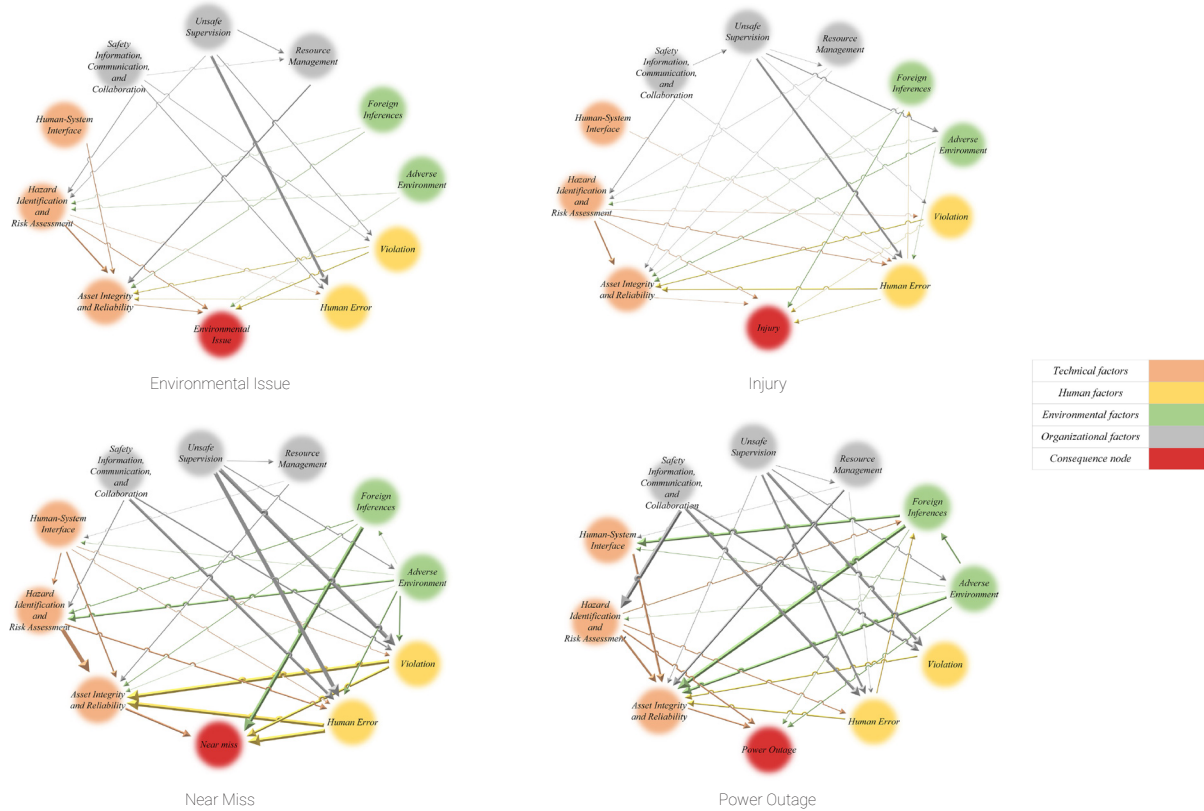 Unsafe
Supervision
Safety
Information,
Communication,
and
Collaboration
Resource
Management
Foreign
Inferences
Human-System
Interface
Adverse
Environment
Hazard
Identification
and
Risk Assessment
Violation
Asset Integrity
and Reliability
Human Error
Environmental
Issue
Environmental Issue
Unsafe
Supervision
Resource
Management
Safety
Information,
Communication,
and
Collaboration
Foreign
Inferences
Human-System
Interface
Adverse
Environment
Hazard
Identification
and
Risk Assessment
Violation
Asset Integrity
and Reliability
Human Error
Injury
Injury
Technical factors
Human factors
Environmental factors
Organizational factors
Consequence node
Unsafe
Supervision
Safety
Information,
Communication,
and
Collaboration
Resource
Management
Foreign
Inferences
Human-System
Interface
Adverse
Environment
Hazard
Identification
and
Risk Assessment
Violation
Asset Integrity
and Reliability
Human Error
Near miss
Near Miss
Unsafe
Supervision
Safety
Information,
Communication,
and
Collaboration
Resource
Management
Foreign
Inferences
Human-System
Interface
Adverse
Environment
Hazard
Identification
and
Risk Assessment
Violation
Asset Integrity
and Reliability
Human Error
Power Outage
Power Outage